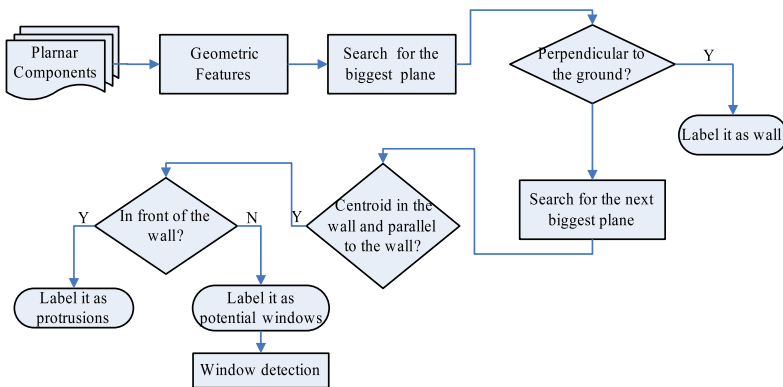 Plarnar
Components
Geometric
Features
Search for the
biggest plane
Perpendicular to
the ground?
Y
Label it as wall
Search for the next
biggest plane
Centroid in the
wall and parallel
to the wall?
Y
In front of the
wall?
Y
N
Label it as
protrusions
Label it as
potential windows
Window detection